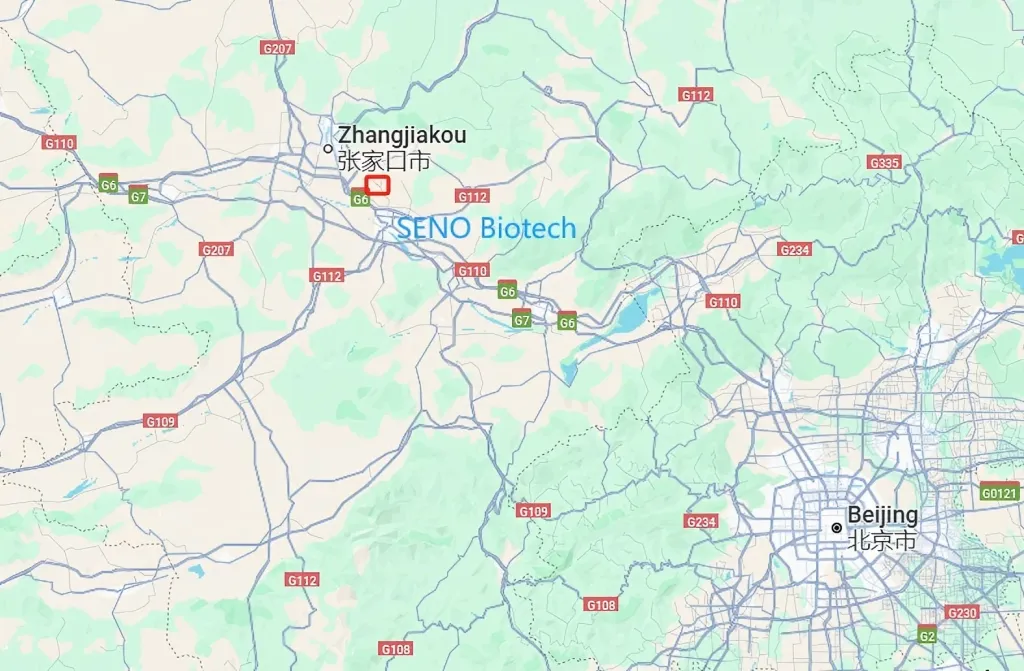 G207
G112
G110
Zhangjiakou
张家口市
G335
G6
G7
G6
G112
SENO Biotech
G207
G234
G112
G110
G6
G110
G7
G6
G109
G0121
G109
Beijing
北京市
G234
G112
G108
G230
G2
G108